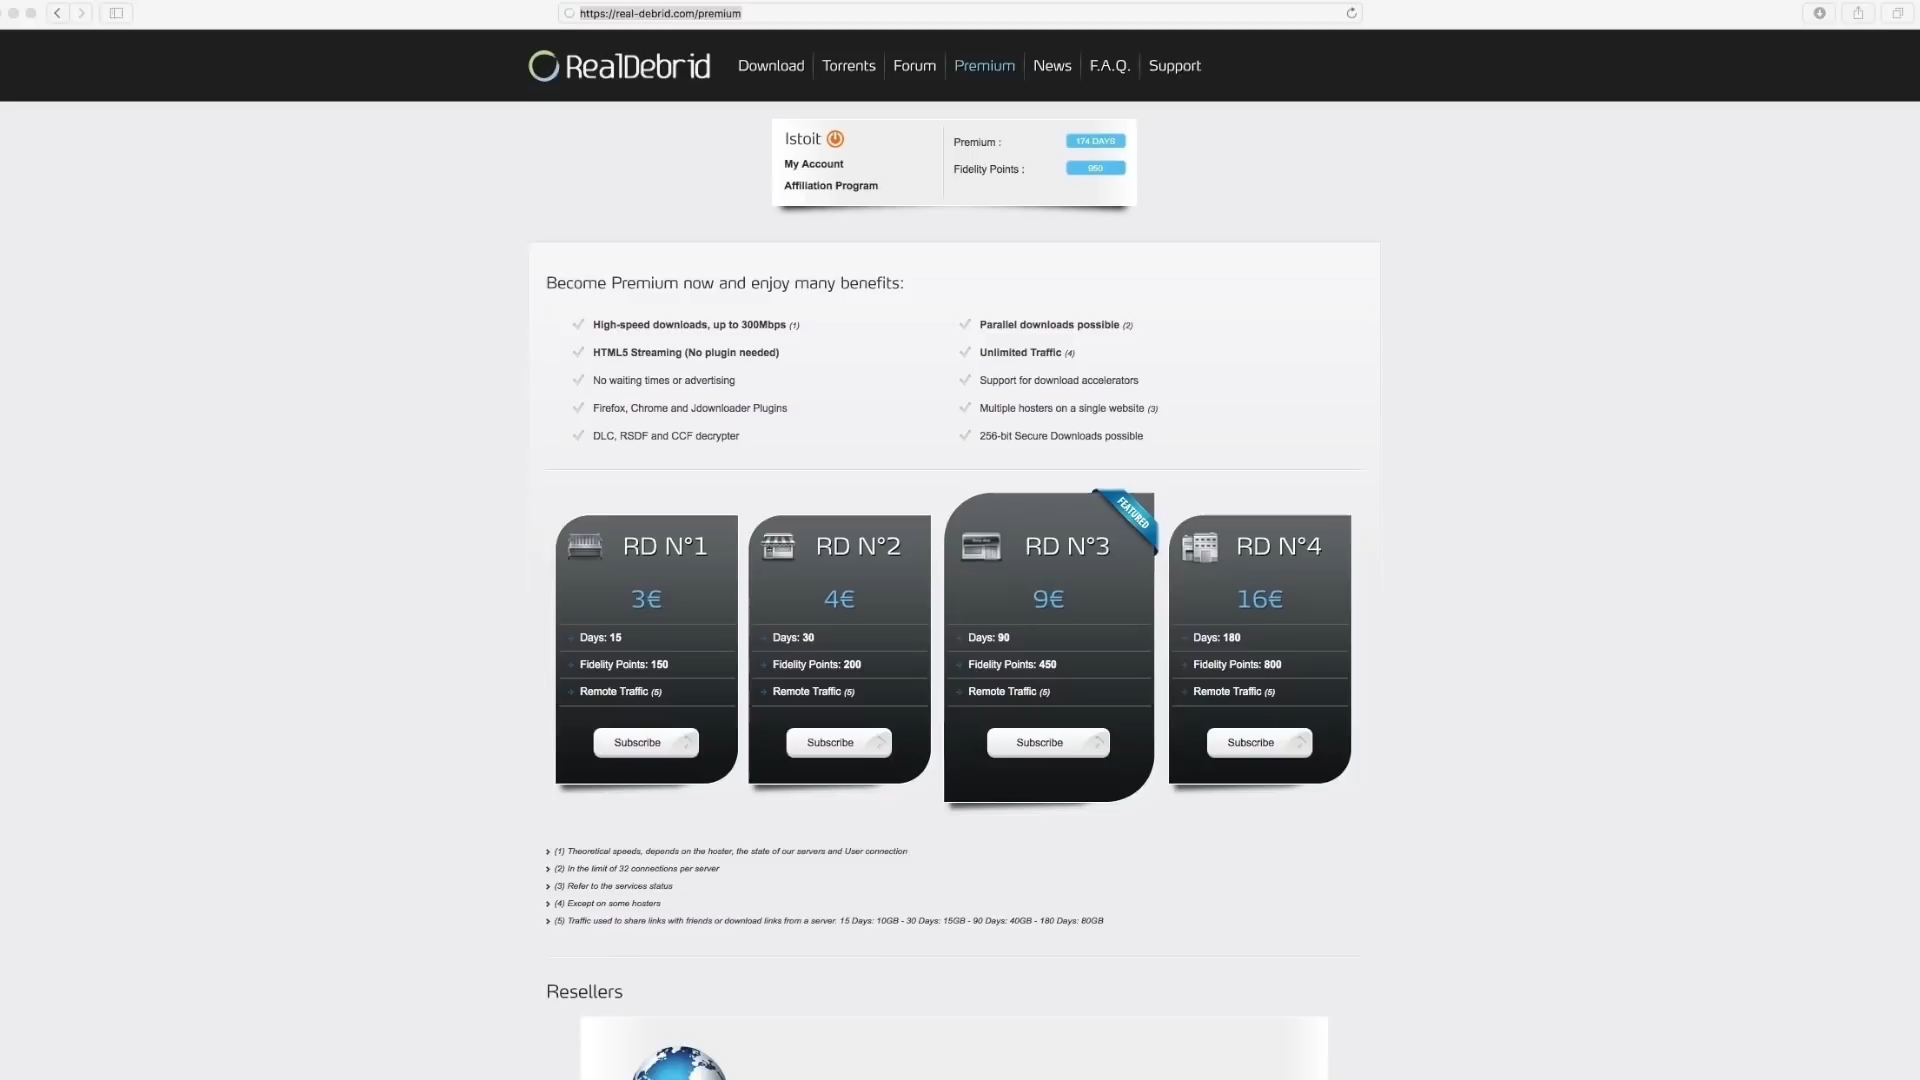 https://real-debrid.com/premium
RealDebrid
Download Torrents Forum Premium News F.A.Q. Support
Istoit
My Account
Affiliation Program
Premium : 174 DAYS
Fidelity Points : 950
Become Premium now and enjoy many benefits:
High-speed downloads, up to 300Mbps (1)
HTML5 Streaming (No plugin needed)
No waiting times or advertising
Firefox, Chrome and Jdownloader Plugins
DLC, RSDF and CCF decrypter
Parallel downloads possible (2)
Unlimited Traffic (4)
Support for download accelerators
Multiple hosters on a single website (3)
256-bit Secure Downloads possible
RD N°1
3€
Days: 15
Fidelity Points: 150
Remote Traffic (5)
Subscribe
RD N°2
4€
Days: 30
Fidelity Points: 200
Remote Traffic (5)
Subscribe
FEATURED
RD N°3
9€
Days: 90
Fidelity Points: 450
Remote Traffic (5)
Subscribe
RD N°4
16€
Days: 180
Fidelity Points: 800
Remote Traffic (5)
Subscribe
(1) Theoretical speeds, depends on the hoster, the state of our servers and User connection
(2) In the limit of 32 connections per server
(3) Refer to the services status
(4) Except on some hosters
(5) Traffic used to share links with friends or download links from a server. 15 Days: 10GB - 30 Days: 15GB - 90 Days: 40GB - 180 Days: 80GB
Resellers